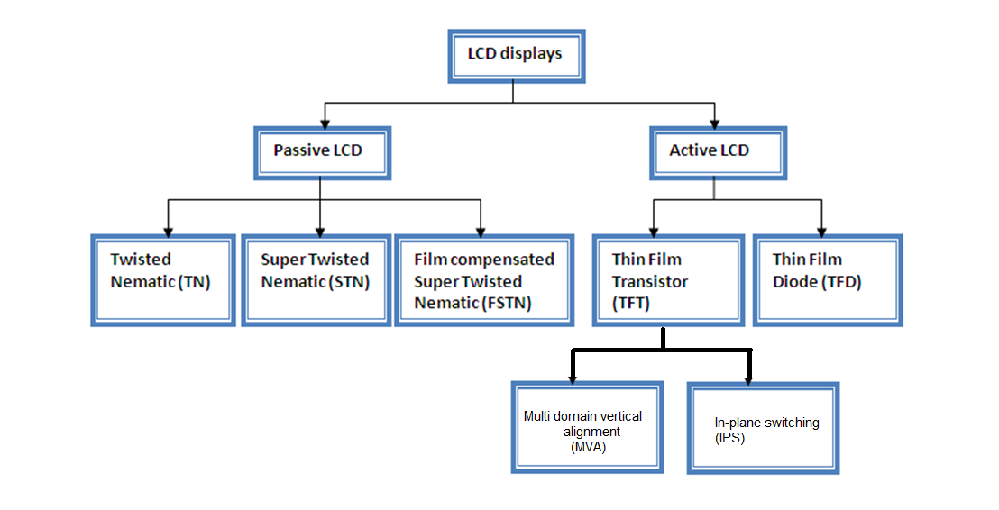 LCD displays
Passive LCD
Active LCD
Twisted
Nematic (TN)
Super Twisted
Nematic (STN)
Film compensated
Super Twisted
Nematic (FSTN)
Thin Film
Transistor
(TFT)
Thin Film
Diode (TFD)
Multi domain vertical
alignment
(MVA)
In-plane switching
(IPS)